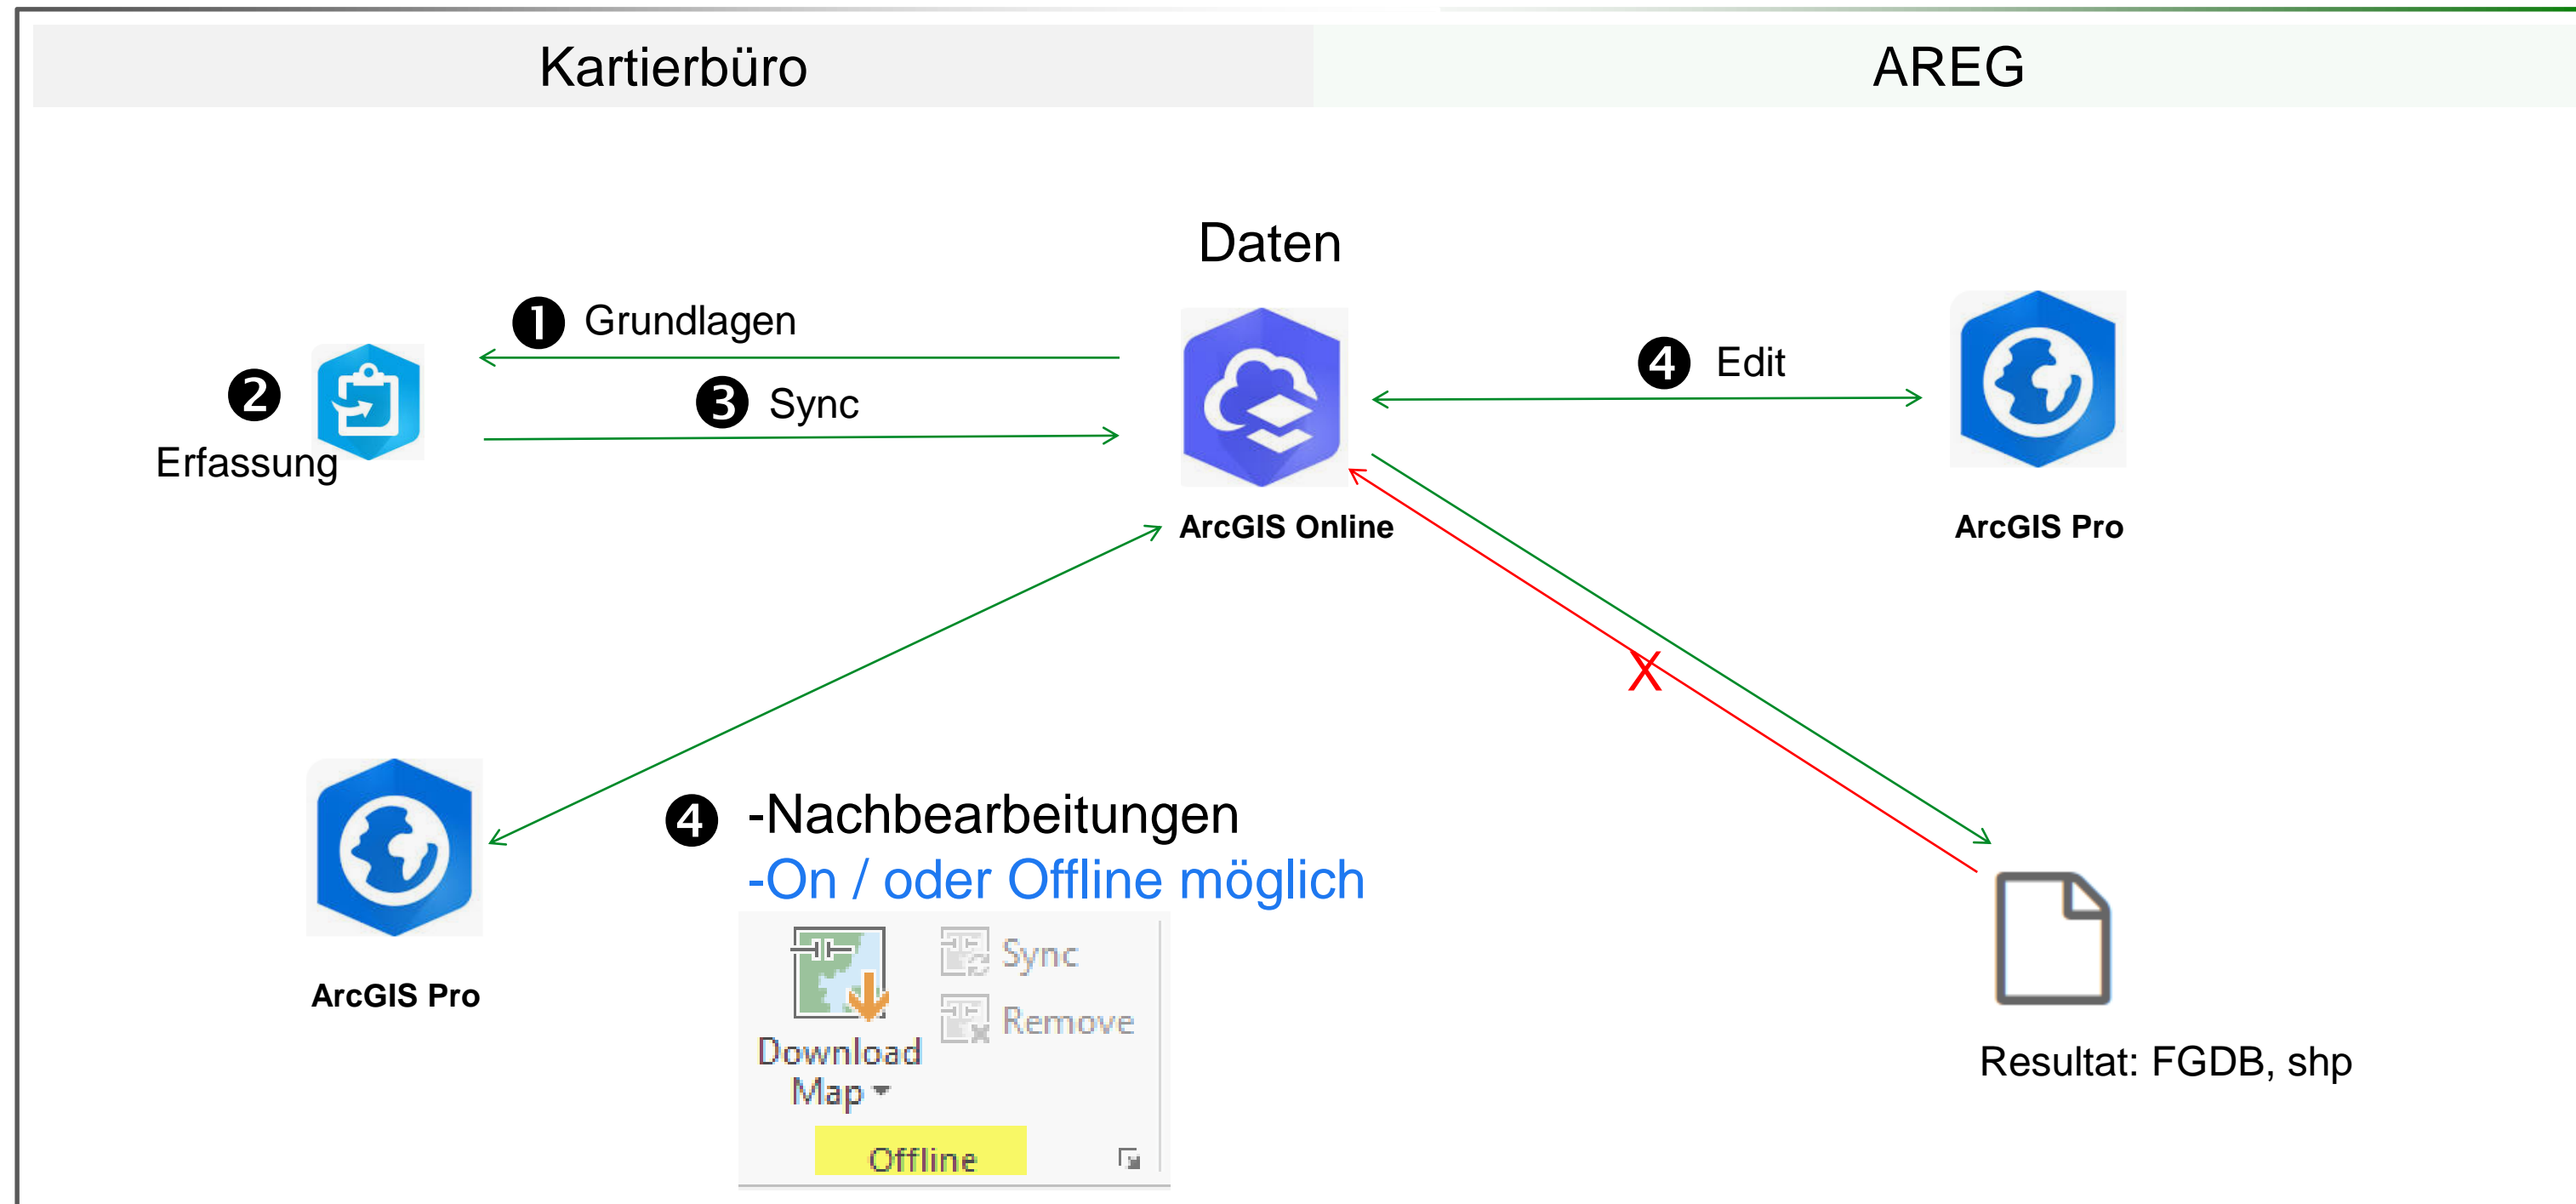 Kartierbüro
AREG
Daten
❶ Grundlagen
❷
Erfassung
❸ Sync
❹ Edit
ArcGIS Online
ArcGIS Pro
X
ArcGIS Pro
❹ -Nachbearbeitungen
-On / oder Offline möglich
Download
Map
Sync
Remove
Offline
Resultat: FGDB, shp